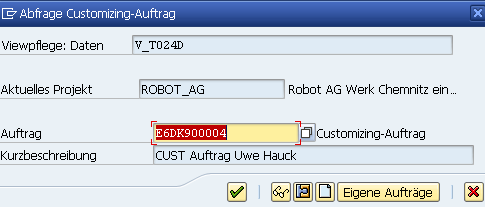 Abfrage Customizing-Auftrag
Viewpflege: Daten V_T024D
Aktuelles Projekt ROBOT_AG Robot AG Werk Chemnitz ein...
Auftrag E6DK900004 Customizing-Auftrag
Kurzbeschreibung CUST Auftrag Uwe Hauck
Eigene Aufträge